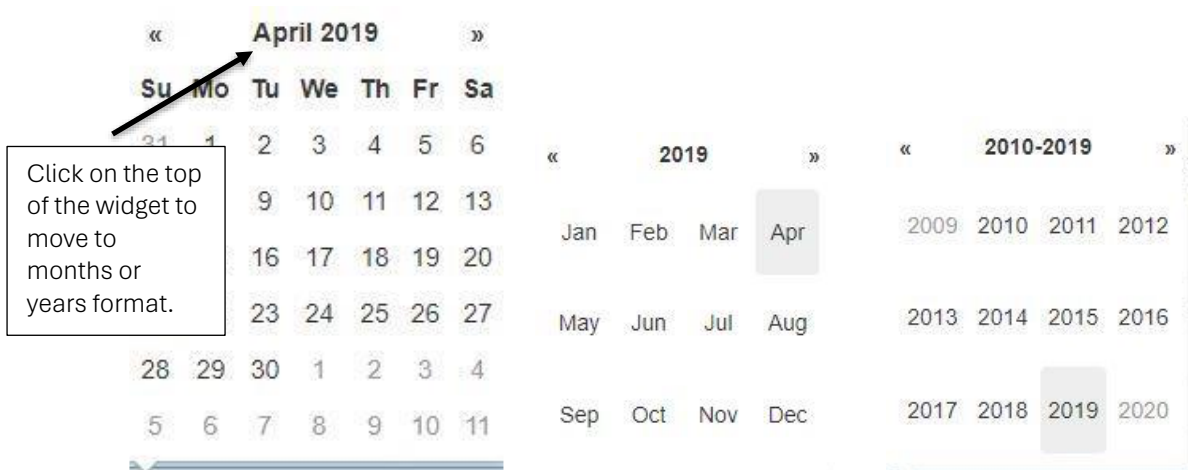 « April 2019 »
Su Mo Tu We Th Fr Sa
31 1 2 3 4 5 6
9 10 11 12 13
16 17 18 19 20
23 24 25 26 27
28 29 30 1 2 3 4
5 6 7 8 9 10 11
Click on the top
of the widget to
move to
months or
years format.
« 2019 »
Jan Feb Mar Apr
May Jun Jul Aug
Sep Oct Nov Dec
« 2010-2019 »
2009 2010 2011 2012
2013 2014 2015 2016
2017 2018 2019 2020